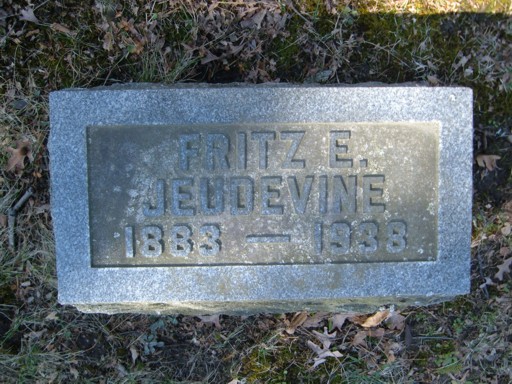 FRITZ E.
JEUDEVINE
1883 — 1938